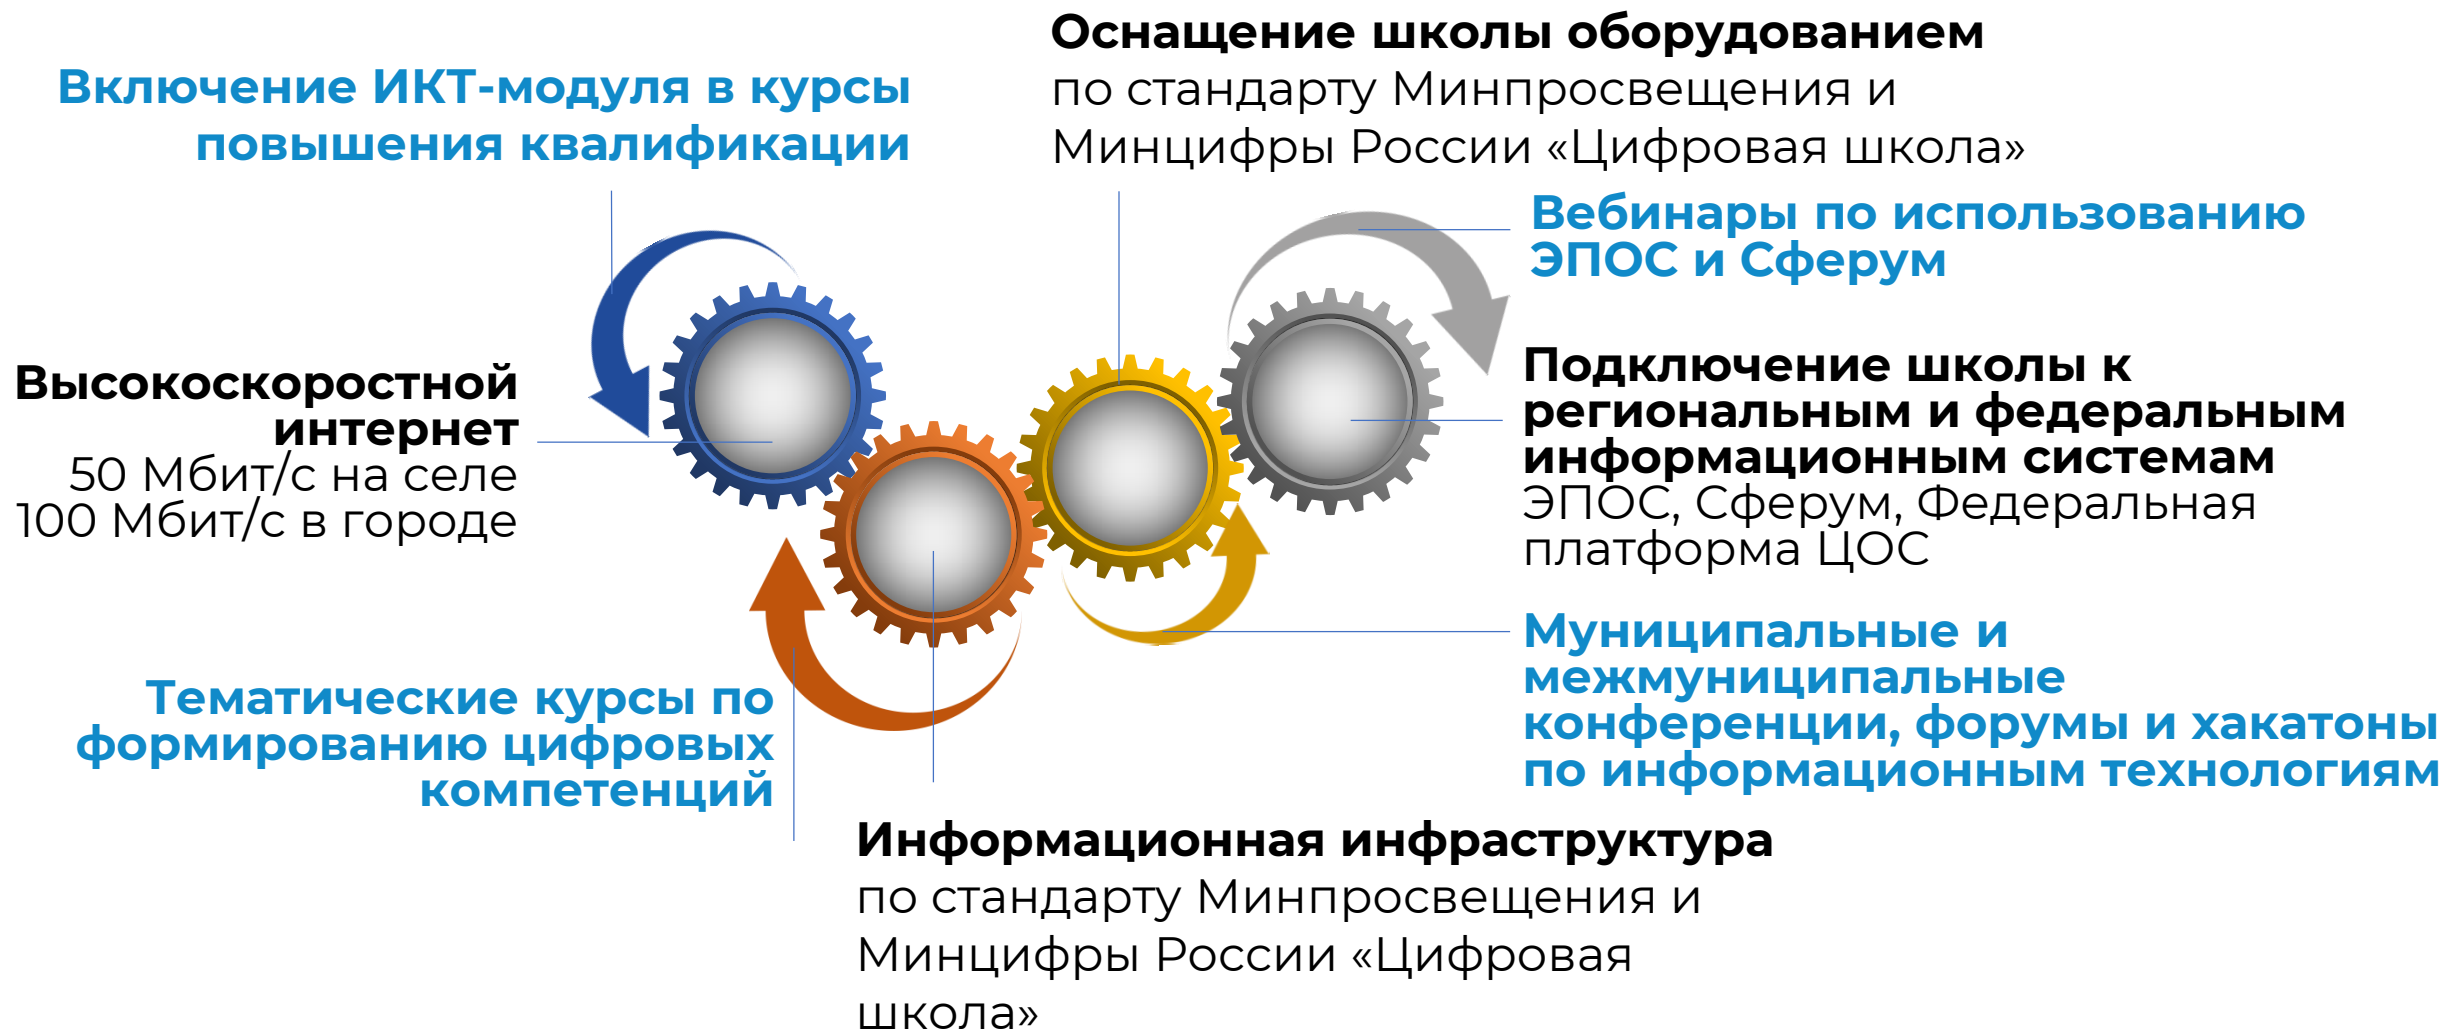 Включение ИКТ-модуля в курсы
повышения квалификации
Оснащение школы оборудованием
по стандарту Минпросвещения и
Минцифры России «Цифровая школа»
Вебинары по использованию
ЭПОС и Сферум
Высокоскоростной
интернет
50 Мбит/с на селе
100 Мбит/с в городе
Подключение школы к
региональным и федеральным
информационным системам
ЭПОС, Сферум, Федеральная
платформа ЦОС
Тематические курсы по
формированию цифровых
компетенций
Муниципальные и
межмуниципальные
конференции, форумы и хакатоны
по информационным технологиям
Информационная инфраструктура
по стандарту Минпросвещения и
Минцифры России «Цифровая
школа»